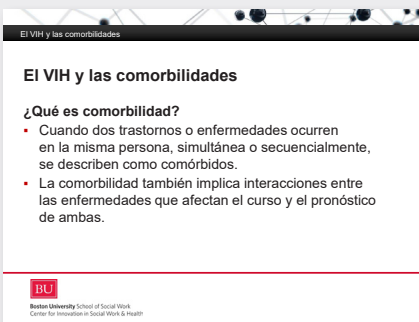 El VIH y las comorbilidades
El VIH y las comorbilidades
¿Qué es comorbilidad?
▪ Cuando dos trastornos o enfermedades ocurren
en la misma persona, simultánea o secuencialmente,
se describen como comórbidos.
▪ La comorbilidad también implica interacciones entre
las enfermedades que afectan el curso y el pronóstico
de ambas.
BU
Boston University School of Social Work
Center for Innovation in Social Work & Health